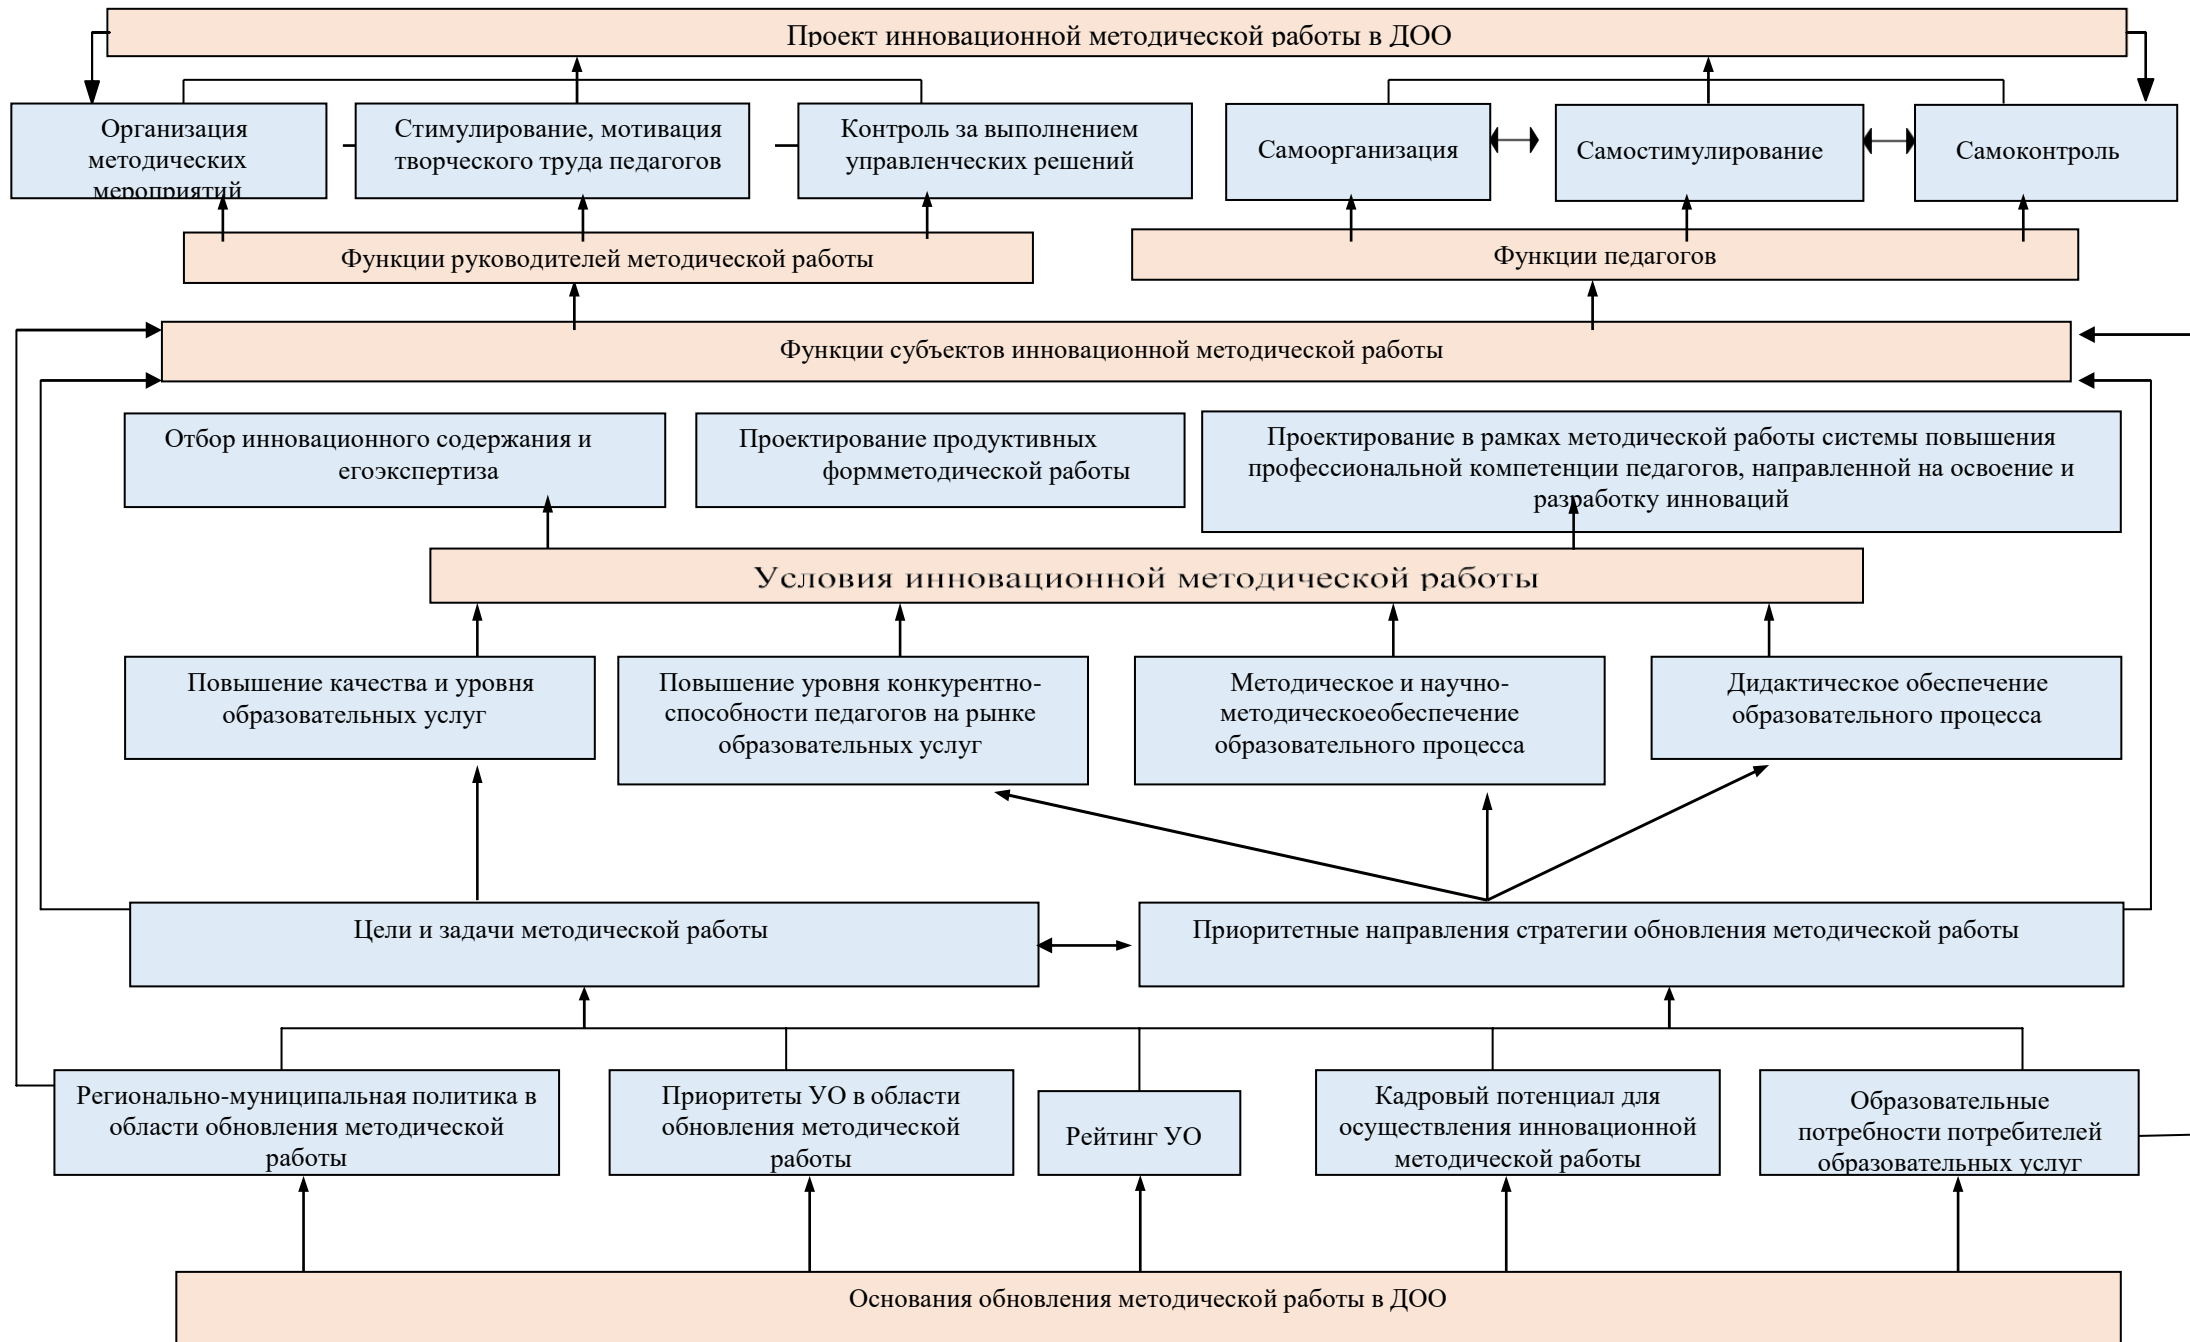 Проект инновационной методической работы в ДОО
Организация
методических
мероприятий
Стимулирование, мотивация
творческого труда педагогов
Контроль за выполнением
управленческих решений
Самоорганизация
Самостимулирование
Самоконтроль
Функции руководителей методической работы
Функции педагогов
Функции субъектов инновационной методической работы
Отбор инновационного содержания и
егоэкспертиза
Проектирование продуктивных
формметодической работы
Проектирование в рамках методической работы системы повышения
профессиональной компетенции педагогов, направленной на освоение и
разработку инноваций
Условия инновационной методической работы
Повышение качества и уровня
образовательных услуг
Повышение уровня конкурентно-
способности педагогов на рынке
образовательных услуг
Методическое и научно-
методическоеобеспечение
образовательного процесса
Дидактическое обеспечение
образовательного процесса
Цели и задачи методической работы
Приоритетные направления стратегии обновления методической работы
Регионально-муниципальная политика в
области обновления методической
работы
Приоритеты УО в области
обновления методической
работы
Рейтинг УО
Кадровый потенциал для
осуществления инновационной
методической работы
Образовательные
потребности потребителей
образовательных услуг
Основания обновления методической работы в ДОО